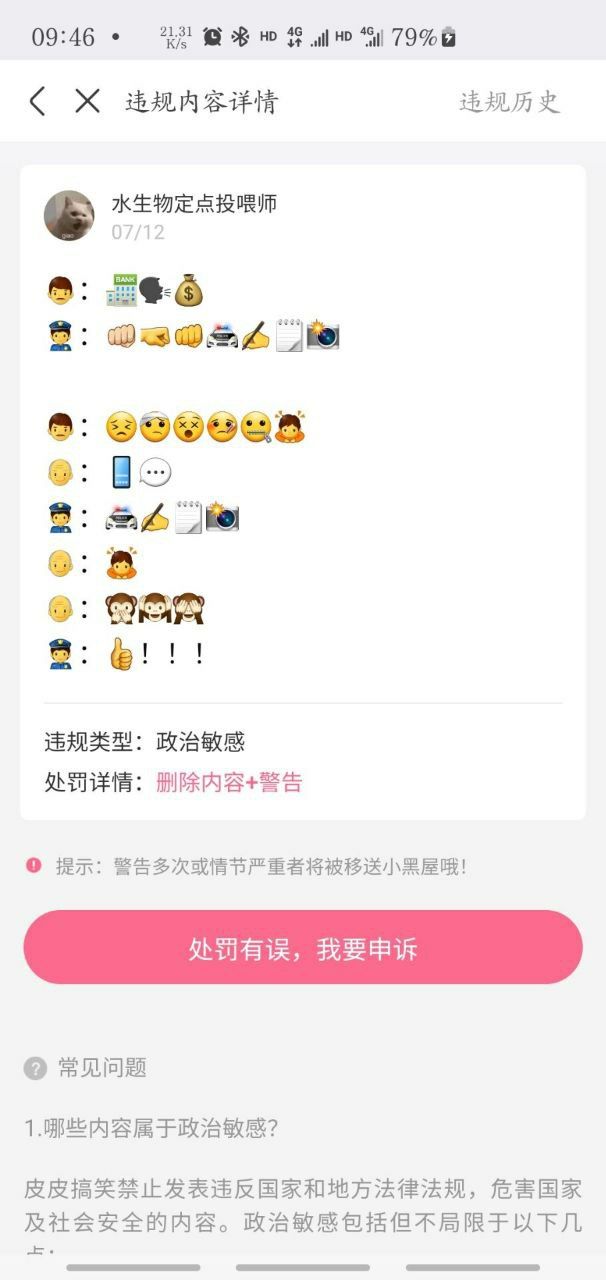 09:46
21.31 K/s HD 4G HD 4G 79%
违规内容详情 违规历史
水生物定点投喂师
giao
07/12
👨：🏦🗣💰
BANK
👮：👊🤜👊🚔✍🗒📸
👨：😣🤕😵🤒🤐🙇
👴：📱💬
👮：🚔✍🗒📸
👴：🙇
👴：🙊🙉🙈
👮：👍！！！
违规类型：政治敏感
处罚详情：删除内容+警告
提示：警告多次或情节严重者将被移送小黑屋哦！
处罚有误，我要申诉
常见问题
1.哪些内容属于政治敏感？
皮皮搞笑禁止发表违反国家和地方法律法规，危害国家
及社会安全的内容。政治敏感包括但不局限于以下几
点：